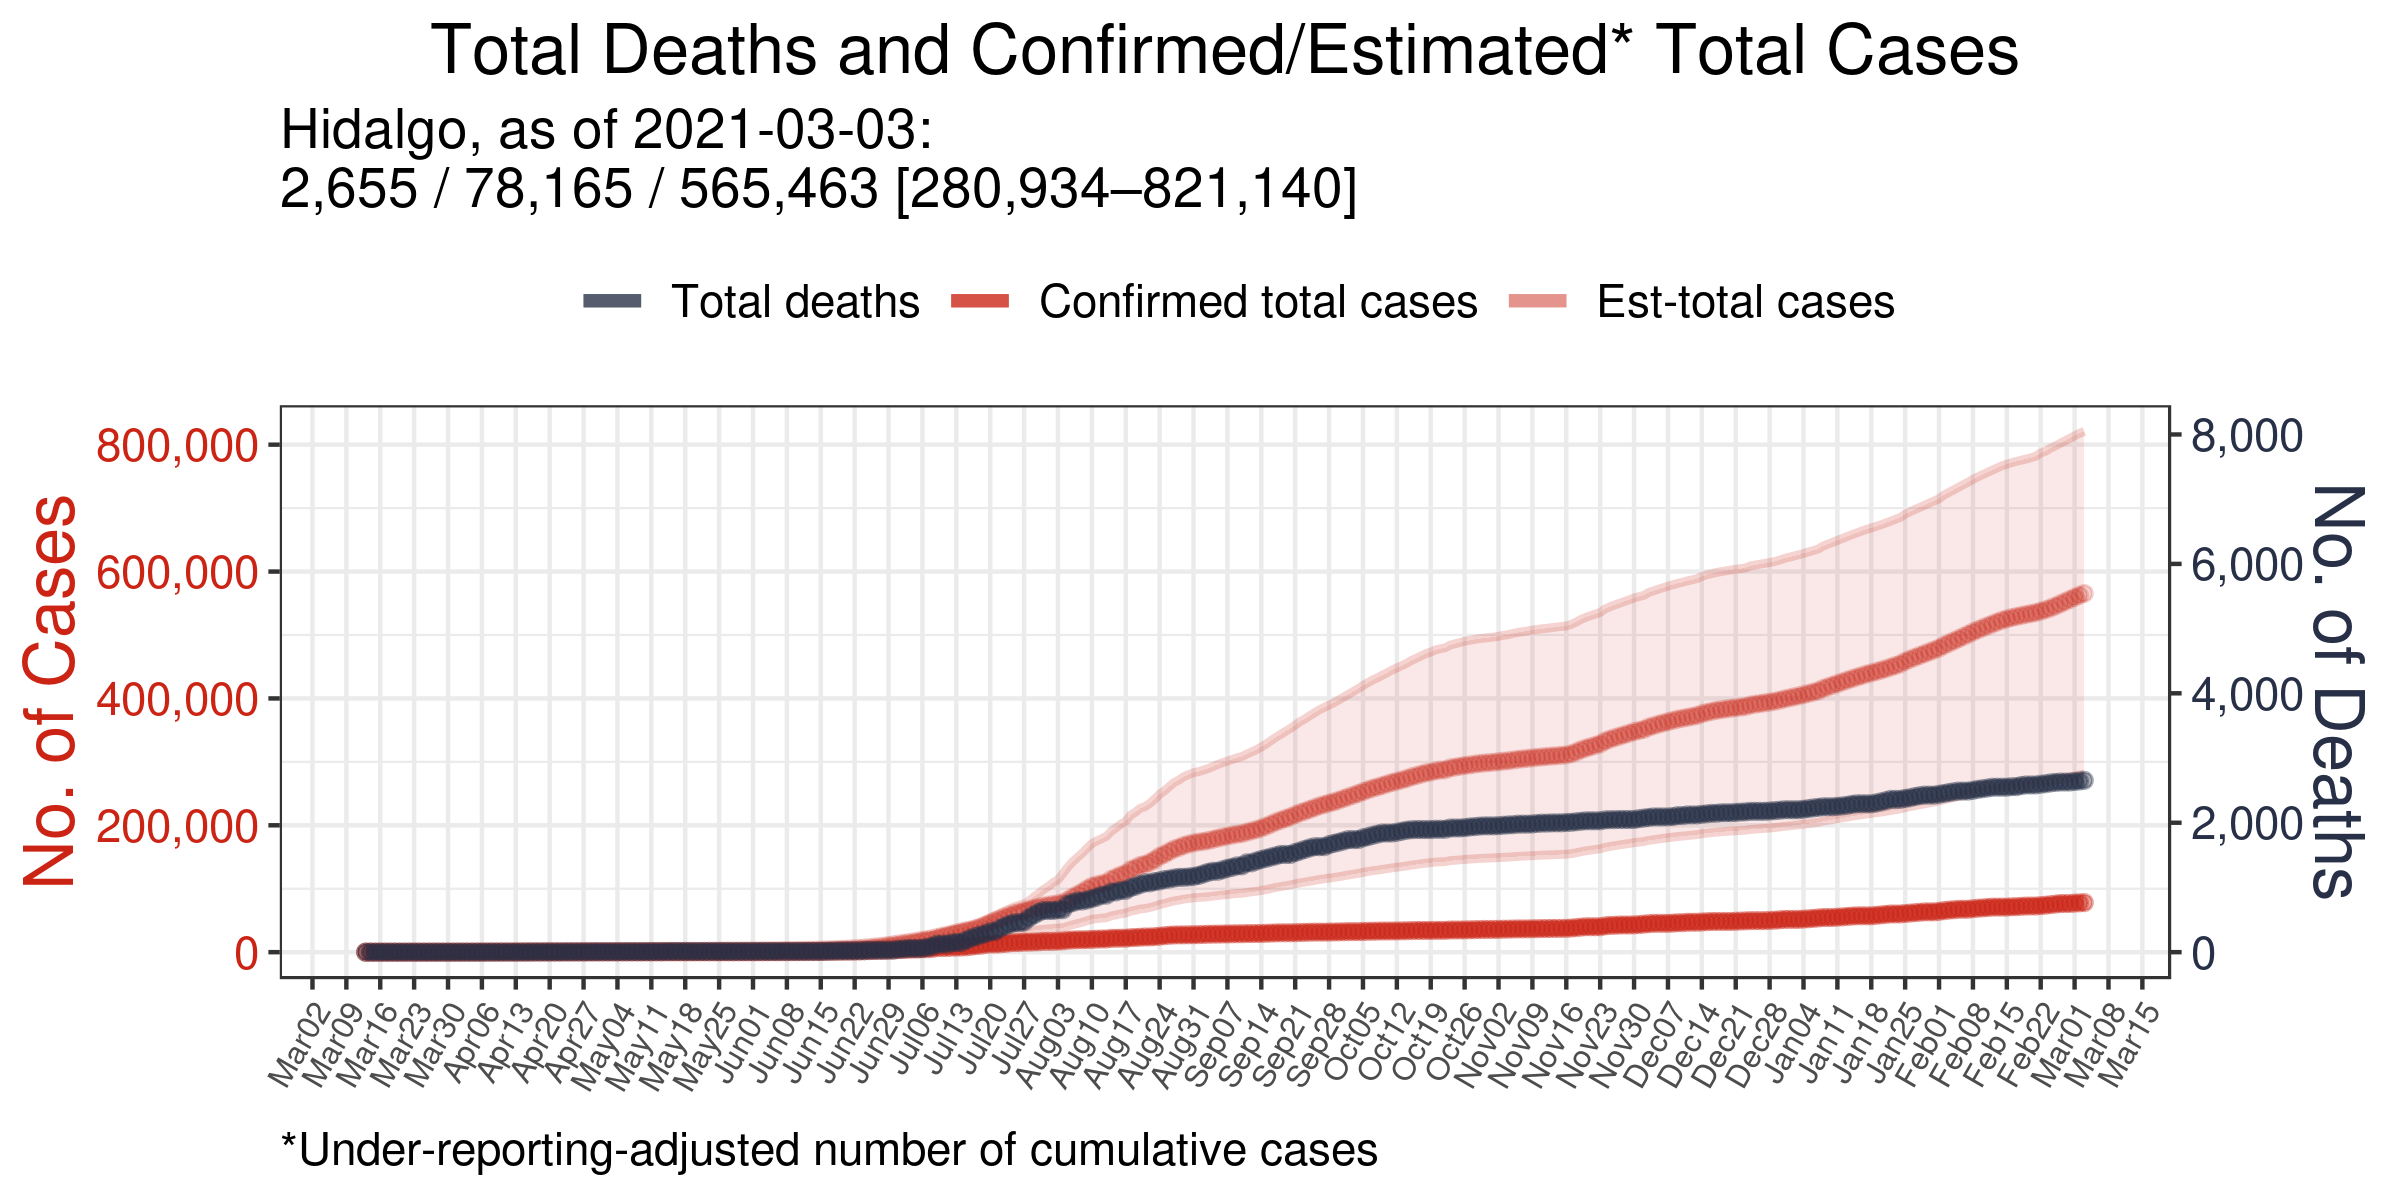 Total Deaths and Confirmed/Estimated* Total Cases
Hidalgo, as of 2021-03-03:
2,655 / 78,165 / 565,463 [280,934–821,140]
Total deaths
Confirmed total cases
Est-total cases
No. of Cases
800,000
600,000
400,000
200,000
0
8,000
6,000
4,000
2,000
0
No. of Deaths
Mar02
Mar09
Mar16
Mar23
Mar30
Apr06
Apr13
Apr20
Apr27
May04
May11
May18
May25
Jun01
Jun08
Jun15
Jun22
Jun29
Jul06
Jul13
Jul20
Jul27
Aug03
Aug10
Aug17
Aug24
Aug31
Sep07
Sep14
Sep21
Sep28
Oct05
Oct12
Oct19
Oct26
Nov02
Nov09
Nov16
Nov23
Nov30
Dec07
Dec14
Dec21
Dec28
Jan04
Jan11
Jan18
Jan25
Feb01
Feb08
Feb15
Feb22
Mar01
Mar08
Mar15
*Under-reporting-adjusted number of cumulative cases